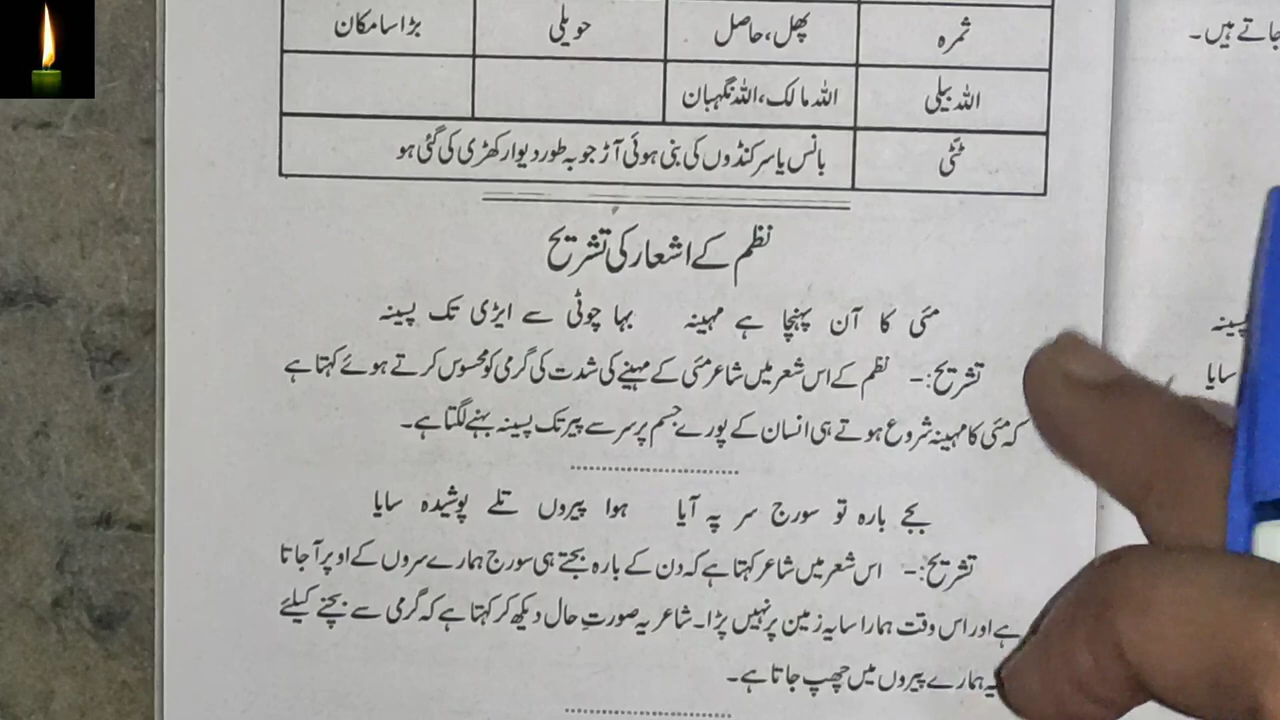 ثمرہ	پھل، حاصل	حویلی	بڑا سا مکان
اللہ بیلی	اللہ مالک، اللہ نگہبان
ٹٹی	بانس یا سرکنڈوں کی بنی ہوئی آڑ جو بہ طور دیوار کھڑی کی گئی ہو
نظم کے اشعار کی تشریح
مئی کا آن پہنچا ہے مہینہ	بہا چوٹی سے ایڑی تک پسینہ
تشریح:- نظم کے اس شعر میں شاعر مئی کے مہینے کی شدت کی گرمی کو محسوس کرتے ہوئے کہتا ہے
کہ مئی کا مہینہ شروع ہوتے ہی انسان کے پورے جسم پر سر سے پیر تک پسینہ بہنے لگتا ہے۔
بجے بارہ تو سورج سر پہ آیا	ہوا پیروں تلے پوشیدہ سایا
تشریح:- اس شعر میں شاعر کہتا ہے کہ دن کے بارہ بجتے ہی سورج ہمارے سروں کے اوپر آجاتا
ہے اور اس وقت ہمارا سایہ زمین پر نہیں پڑا۔ شاعر یہ صورتِ حال دیکھ کر کہتا ہے کہ گرمی سے بچنے کیلئے
ہمارے پیروں میں چھپ جاتا ہے۔
جاتے ہیں۔
پسینہ
سایا